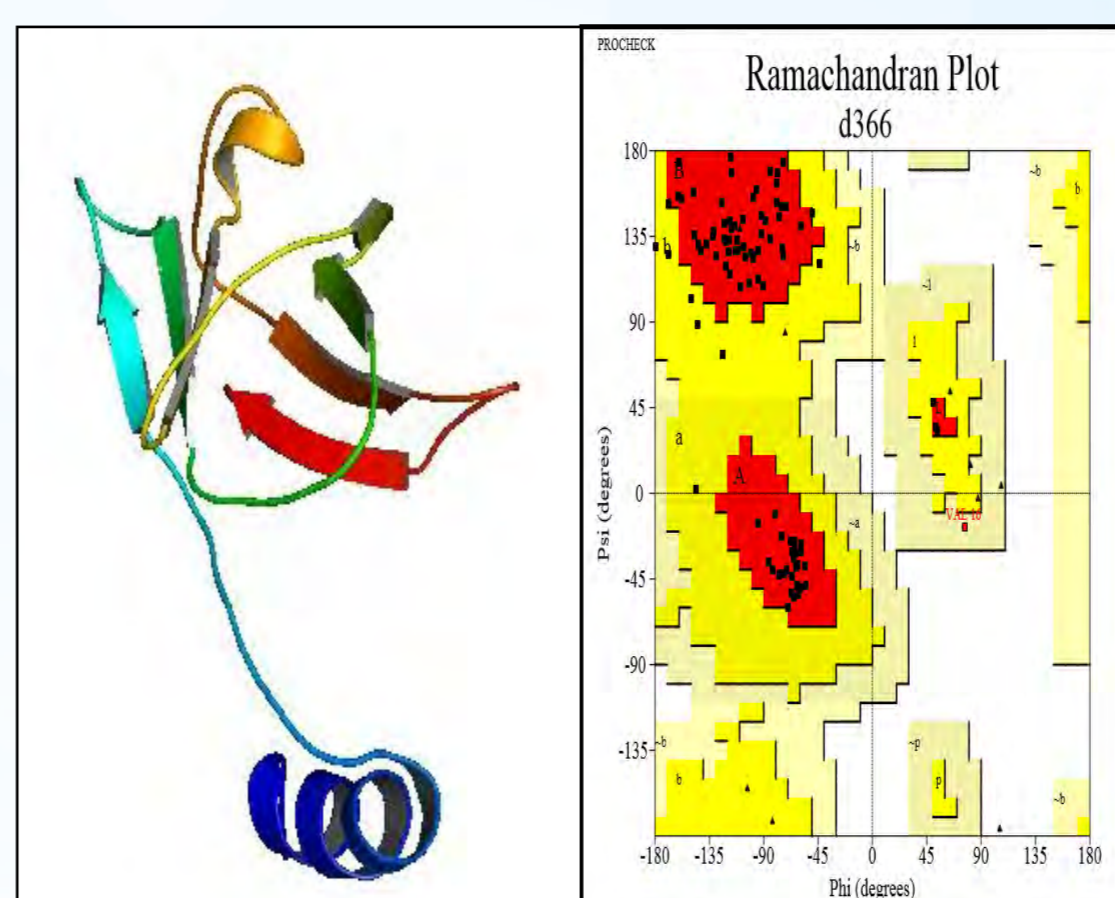 PROCHECK
Ramachandran Plot
d366
180
B
~b
b
135
b
~b
~l
90
l
45
a
A
0
~a
VAL 16
-45
-90
-135
~b
~p
b
p
~b
Psi (degrees)
-180 -135 -90 -45 0 45 90 135 180
Phi (degrees)